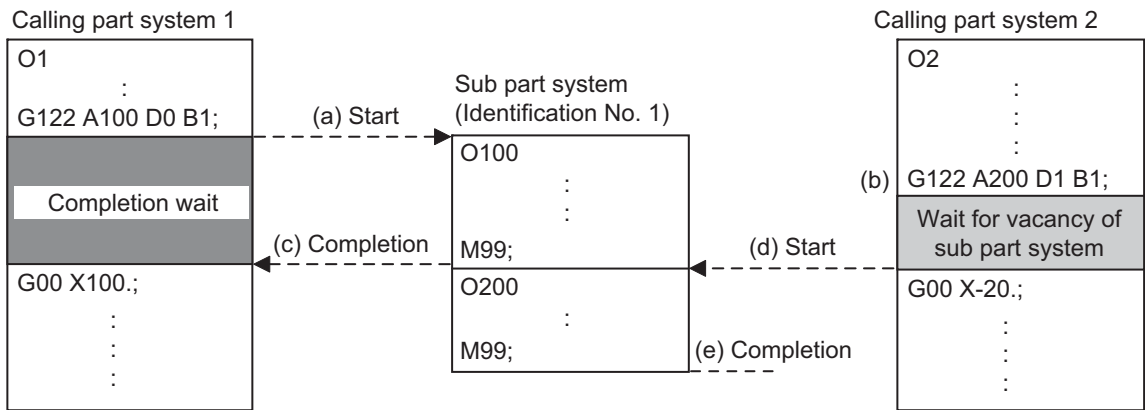 Calling part system 1
O1
:
G122 A100 D0 B1;
Completion wait
G00 X100.;
:
:
:
(a) Start
(c) Completion
Sub part system
(Identification No. 1)
O100
:
:
M99;
O200
:
M99;
(d) Start
(e) Completion
Calling part system 2
O2
:
:
:
(b)
G122 A200 D1 B1;
Wait for vacancy of
sub part system
G00 X-20.;
:
:
: